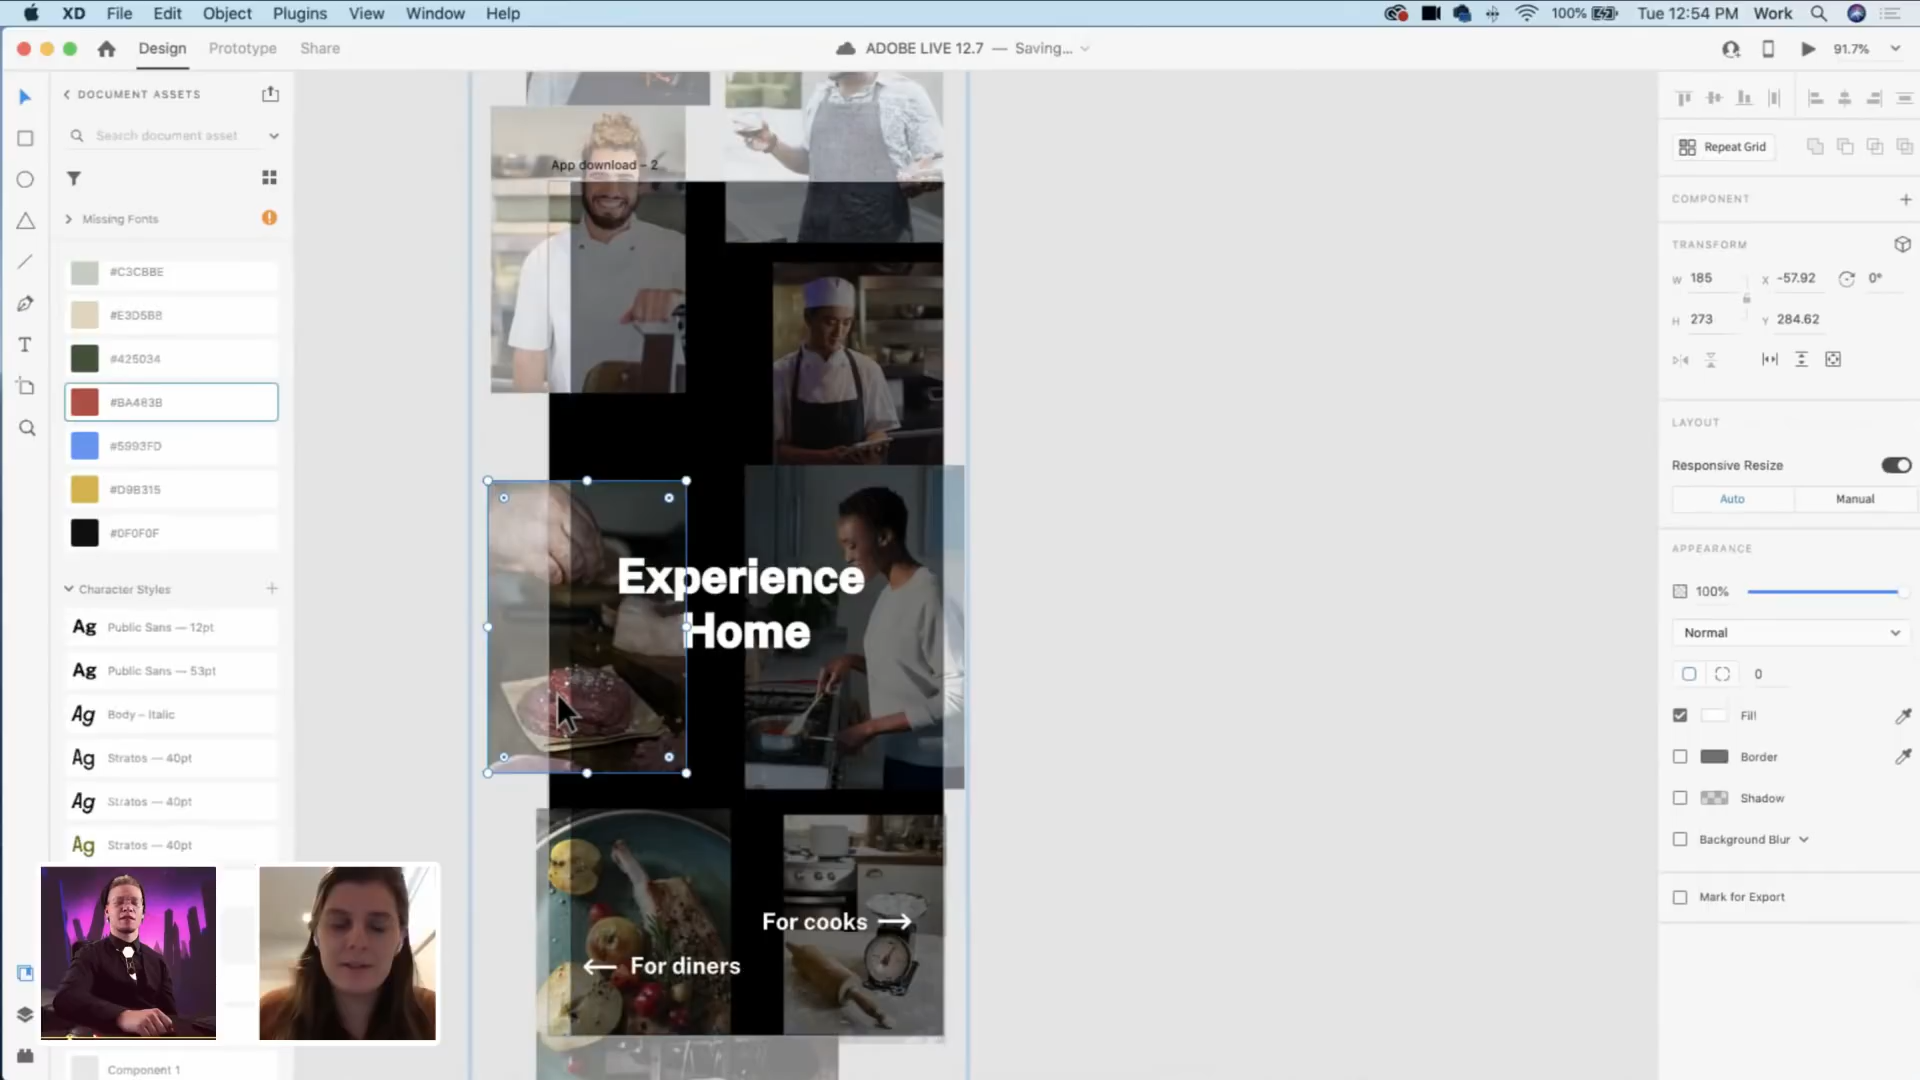 XD File Edit Object Plugins View Window Help
100% Tue 12:54 PM Work
Design Prototype Share
ADOBE LIVE 12.7 — Saving...
91.7%
DOCUMENT ASSETS
Search document asset
Missing Fonts
#C3CBBE
#E3D5BB
#425034
#BA483B
#5993FD
#D9B315
#0F0F0F
Character Styles
Ag Public Sans — 12pt
Ag Public Sans — 53pt
Ag Body – Italic
Ag Stratos — 40pt
Ag Stratos — 40pt
Ag Stratos — 40pt
Component 1
App download – 2
Experience
Home
For cooks →
← For diners
Repeat Grid
COMPONENT
TRANSFORM
W 185 X -57.92 0°
H 273 Y 284.62
LAYOUT
Responsive Resize
Auto Manual
APPEARANCE
100%
Normal
0
Fill
Border
Shadow
Background Blur
Mark for Export